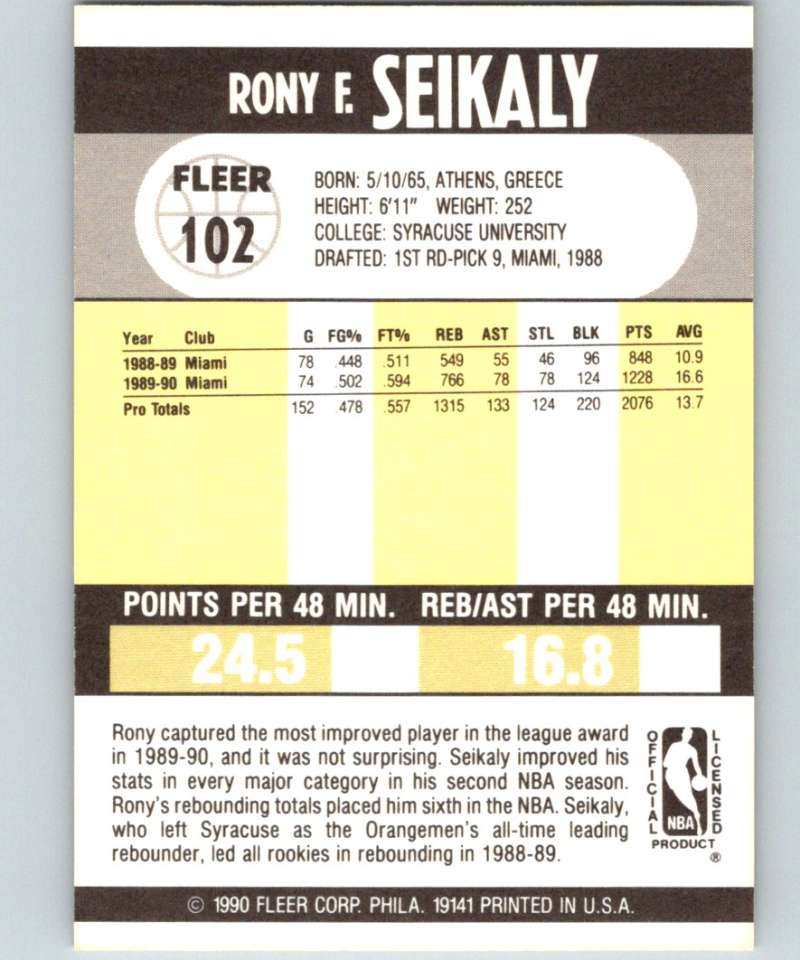 RONY F. SEIKALY
FLEER
102
BORN: 5/10/65, ATHENS, GREECE
HEIGHT: 6'11" WEIGHT: 252
COLLEGE: SYRACUSE UNIVERSITY
DRAFTED: 1ST RD-PICK 9, MIAMI, 1988
Year Club G FG% FT% REB AST STL BLK PTS AVG
1988-89 Miami 78 .448 .511 549 55 46 96 848 10.9
1989-90 Miami 74 .502 .594 766 78 78 124 1228 16.6
Pro Totals 152 .478 .557 1315 133 124 220 2076 13.7
POINTS PER 48 MIN. REB/AST PER 48 MIN.
24.5 16.8
Rony captured the most improved player in the league award
in 1989-90, and it was not surprising. Seikaly improved his
stats in every major category in his second NBA season.
Rony's rebounding totals placed him sixth in the NBA. Seikaly,
who left Syracuse as the Orangemen's all-time leading
rebounder, led all rookies in rebounding in 1988-89.
OFFICIAL
NBA
LICENSED
PRODUCT
®
© 1990 FLEER CORP. PHILA. 19141 PRINTED IN U.S.A.